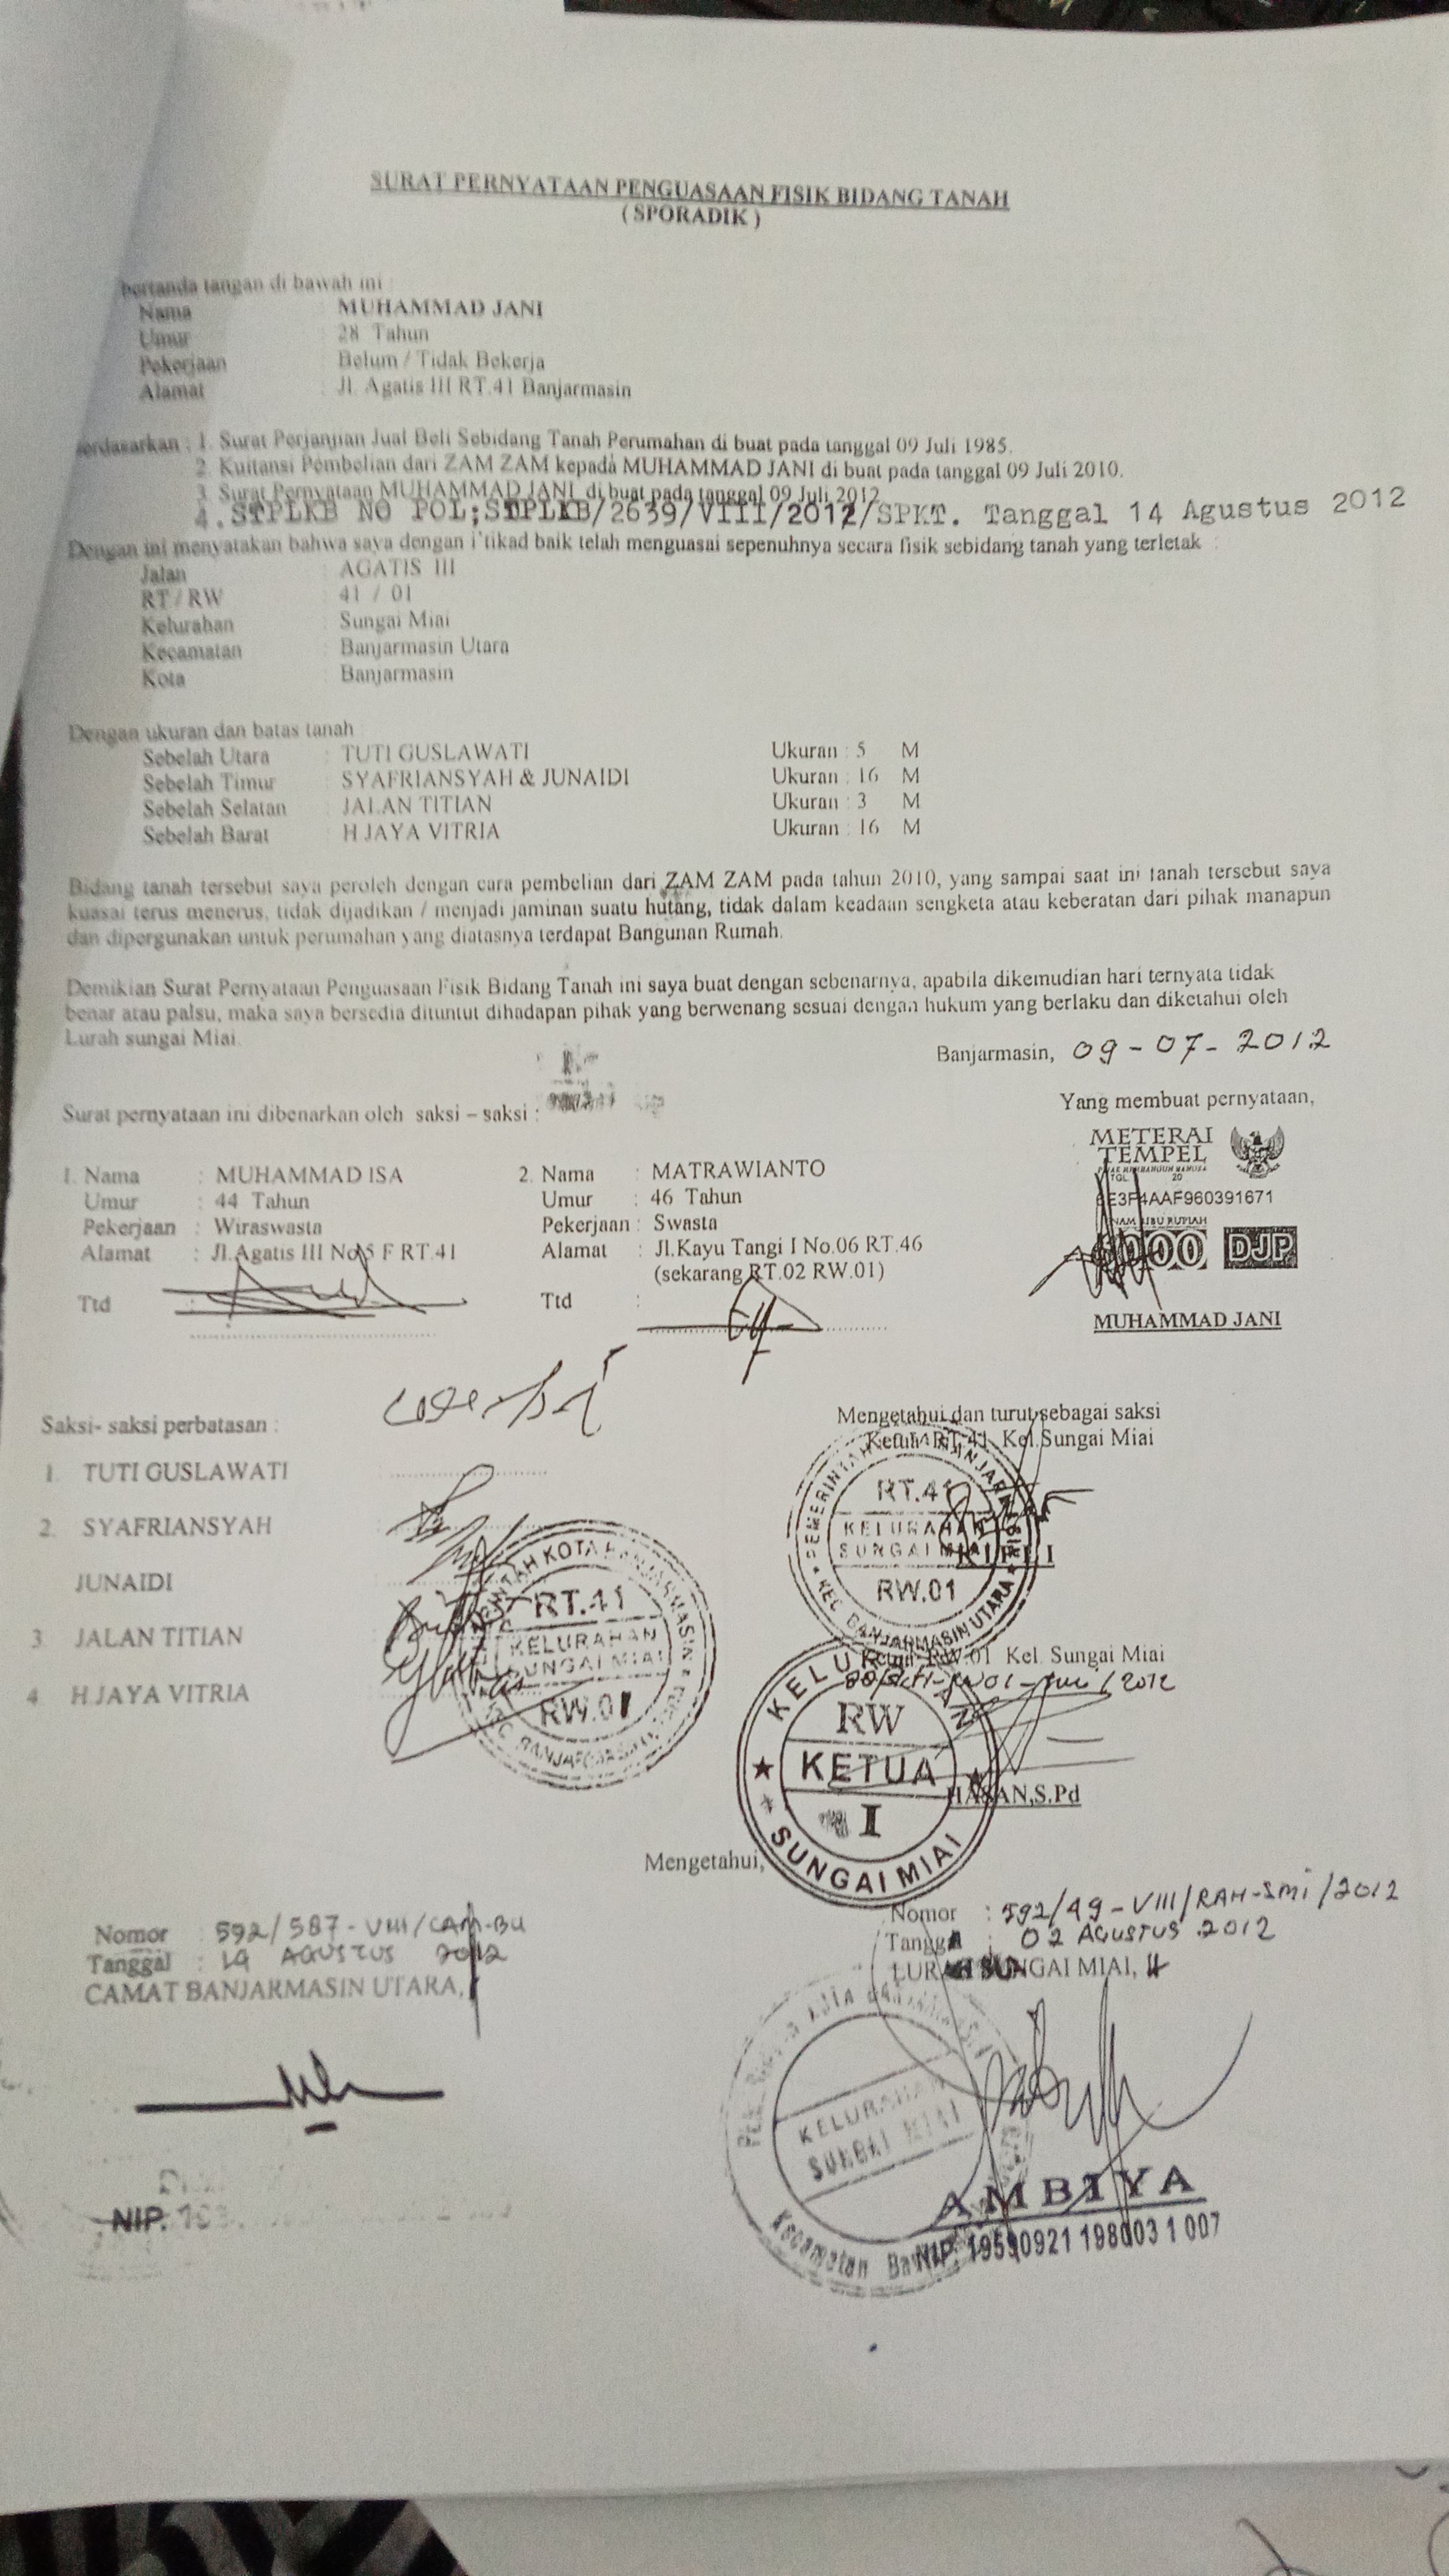 SURAT PERNYATAAN PENGUASAAN FISIK BIDANG TANAH
( SPORADIK )
bertanda tangan di bawah ini :
Nama : MUHAMMAD JANI
Umur : 28 Tahun
Pekerjaan : Belum / Tidak Bekerja
Alamat : Jl. Agatis III RT.41 Banjarmasin
erdasarkan : 1. Surat Perjanjian Jual Beli Sebidang Tanah Perumahan di buat pada tanggal 09 Juli 1985.
2. Kuitansi Pembelian dari ZAM ZAM kepada MUHAMMAD JANI di buat pada tanggal 09 Juli 2010.
3. Surat Pernyataan MUHAMMAD JANI di buat pada tanggal 09 Juli 2012
4. STPLKB NO POL;STPLKB/2639/VIII/2012/SPKT. Tanggal 14 Agustus 2012
Dengan ini menyatakan bahwa saya dengan i'tikad baik telah menguasai sepenuhnya secara fisik sebidang tanah yang terletak :
Jalan : AGATIS III
RT / RW : 41 / 01
Kelurahan : Sungai Miai
Kecamatan : Banjarmasin Utara
Kota : Banjarmasin
Dengan ukuran dan batas tanah :
Sebelah Utara : TUTI GUSLAWATI Ukuran : 5 M
Sebelah Timur : SYAFRIANSYAH & JUNAIDI Ukuran : 16 M
Sebelah Selatan : JALAN TITIAN Ukuran : 3 M
Sebelah Barat : H.JAYA VITRIA Ukuran : 16 M
Bidang tanah tersebut saya peroleh dengan cara pembelian dari ZAM ZAM pada tahun 2010, yang sampai saat ini tanah tersebut saya
kuasai terus menerus, tidak dijadikan / menjadi jaminan suatu hutang, tidak dalam keadaan sengketa atau keberatan dari pihak manapun
dan dipergunakan untuk perumahan yang diatasnya terdapat Bangunan Rumah.
Demikian Surat Pernyataan Penguasaan Fisik Bidang Tanah ini saya buat dengan sebenarnya, apabila dikemudian hari ternyata tidak
benar atau palsu, maka saya bersedia dituntut dihadapan pihak yang berwenang sesuai dengan hukum yang berlaku dan diketahui oleh
Lurah sungai Miai.
Banjarmasin, 09-07-2012
Surat pernyataan ini dibenarkan oleh saksi – saksi :
Yang membuat pernyataan,
METERAI
TEMPEL
TGL. 20
6E3F4AAF960391671
ENAM RIBU RUPIAH
6000 DJP
MUHAMMAD JANI
1. Nama : MUHAMMAD ISA
Umur : 44 Tahun
Pekerjaan : Wiraswasta
Alamat : Jl.Agatis III No.5 F RT.41
Ttd :
2. Nama : MATRAWIANTO
Umur : 46 Tahun
Pekerjaan : Swasta
Alamat : Jl.Kayu Tangi I No.06 RT.46
(sekarang RT.02 RW.01)
Ttd :
Saksi- saksi perbatasan :
1. TUTI GUSLAWATI
2. SYAFRIANSYAH
JUNAIDI
3. JALAN TITIAN
4. H.JAYA VITRIA
RT.41
KELURAHAN
SUNGAI MIAI
RW.01
Mengetahui dan turut sebagai saksi
Ketua RT.41 Kel.Sungai Miai
RT.41
KELURAHAN
SUNGAI MIAI
RW.01
KEC. BANJARMASIN UTARA
Ketua RW.01 Kel. Sungai Miai
KELURAHAN
RW
KETUA
I
SUNGAI MIAI
HASAN,S.Pd
Mengetahui,
Nomor : 592/587-VIII/CAM-BU
Tanggal : 19 AGUSTUS 2012
CAMAT BANJARMASIN UTARA,
NIP.
Nomor : 592/49-VIII/RAH-SMI/2012
Tanggal : 02 AGUSTUS 2012
LURAH SUNGAI MIAI,
KELURAHAN
SUNGAI MIAI
Kecamatan
AMBIYA
NIP. 19590921 198003 1 007